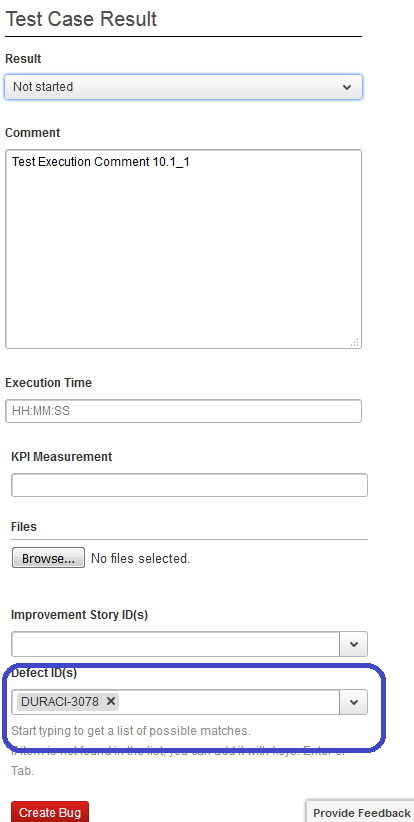 Test Case Result
Result
Not started
Comment
Test Execution Comment 10.1_1
Execution Time
HH:MM:SS
KPI Measurement
Files
Browse... No files selected.
Improvement Story ID(s)
Defect ID(s)
DURACI-3078 ×
Start typing to get a list of possible matches.
If item is not found in the list, you can add it with keys: Enter or
Tab.
Create Bug
Provide Feedback